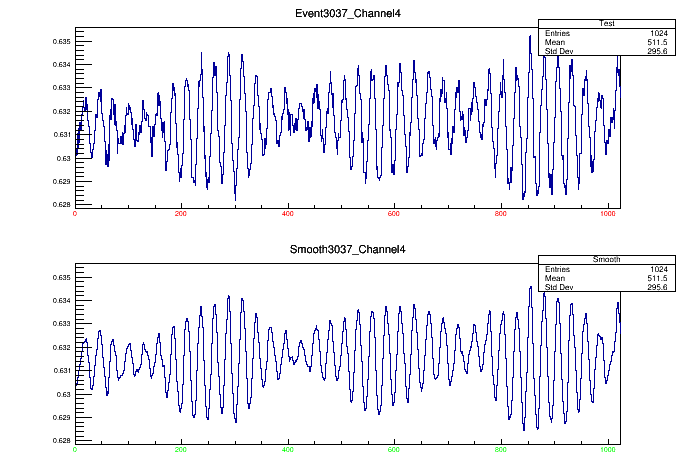 Event3037_Channel4
Test
Entries 1024
Mean 511.5
Std Dev 295.6
0.635
0.634
0.633
0.632
0.631
0.63
0.629
0.628
0 200 400 600 800 1000
Smooth3037_Channel4
Smooth
Entries 1024
Mean 511.5
Std Dev 295.6
0.635
0.634
0.633
0.632
0.631
0.63
0.629
0.628
0 200 400 600 800 1000